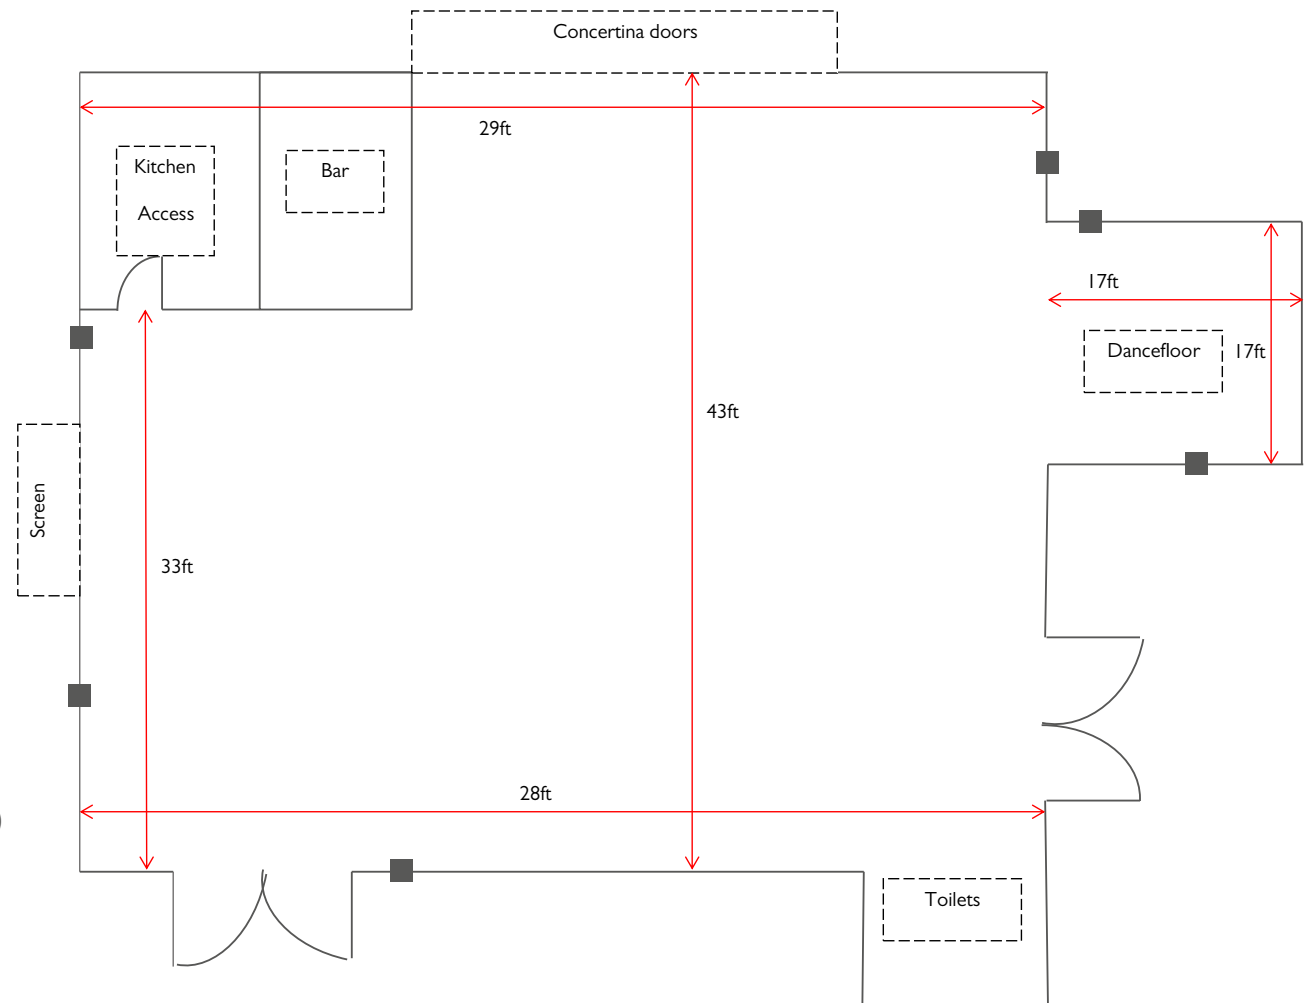 Concertina doors
29ft
Kitchen
Access
Bar
17ft
Dancefloor
17ft
43ft
Screen
33ft
28ft
Toilets